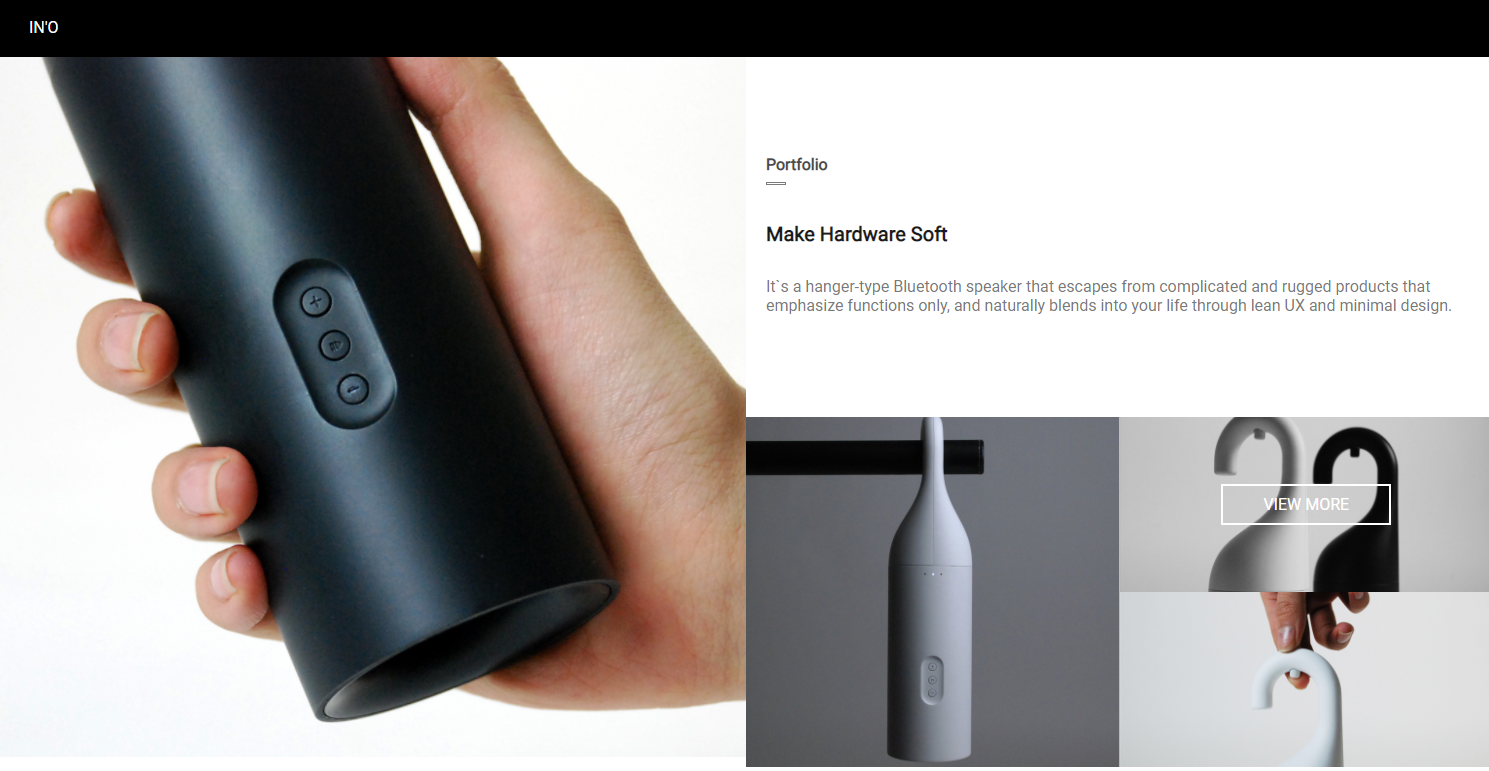 IN'O
Portfolio
Make Hardware Soft
It`s a hanger-type Bluetooth speaker that escapes from complicated and rugged products that
emphasize functions only, and naturally blends into your life through lean UX and minimal design.
VIEW MORE